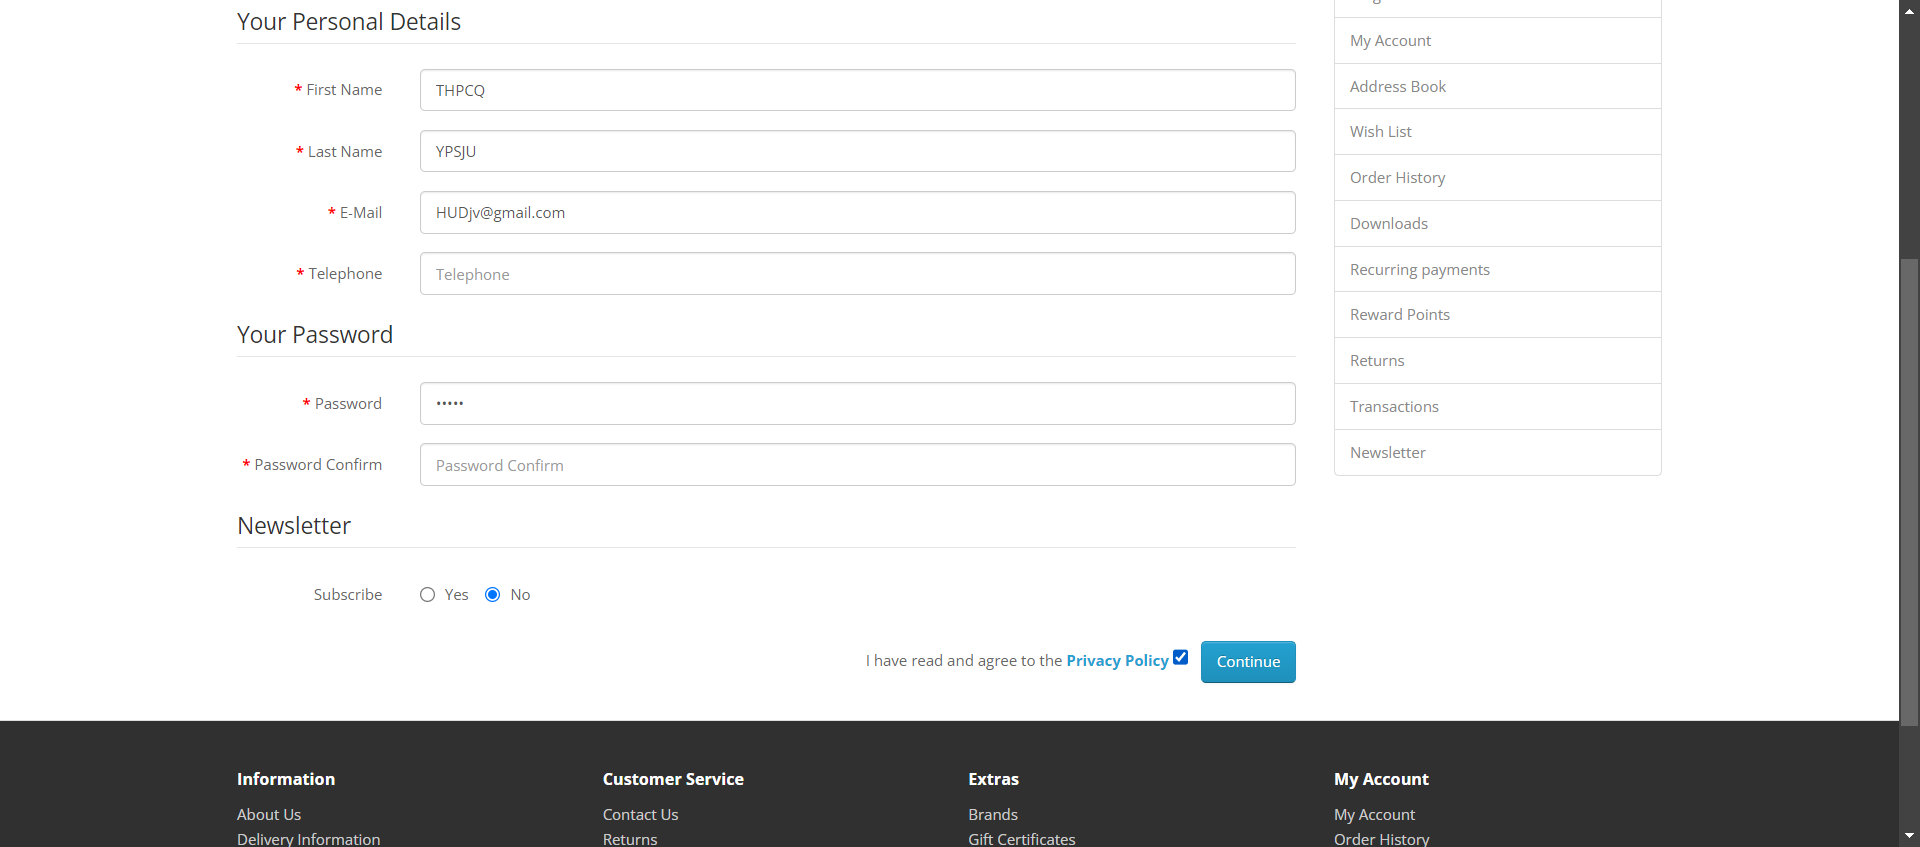 Your Personal Details
* First Name
THPCQ
* Last Name
YPSJU
* E-Mail
HUDjv@gmail.com
* Telephone
Telephone
Your Password
* Password
•••••
* Password Confirm
Password Confirm
Newsletter
Subscribe
Yes
No
I have read and agree to the Privacy Policy
Continue
My Account
Address Book
Wish List
Order History
Downloads
Recurring payments
Reward Points
Returns
Transactions
Newsletter
Information
About Us
Delivery Information
Customer Service
Contact Us
Returns
Extras
Brands
Gift Certificates
My Account
My Account
Order History